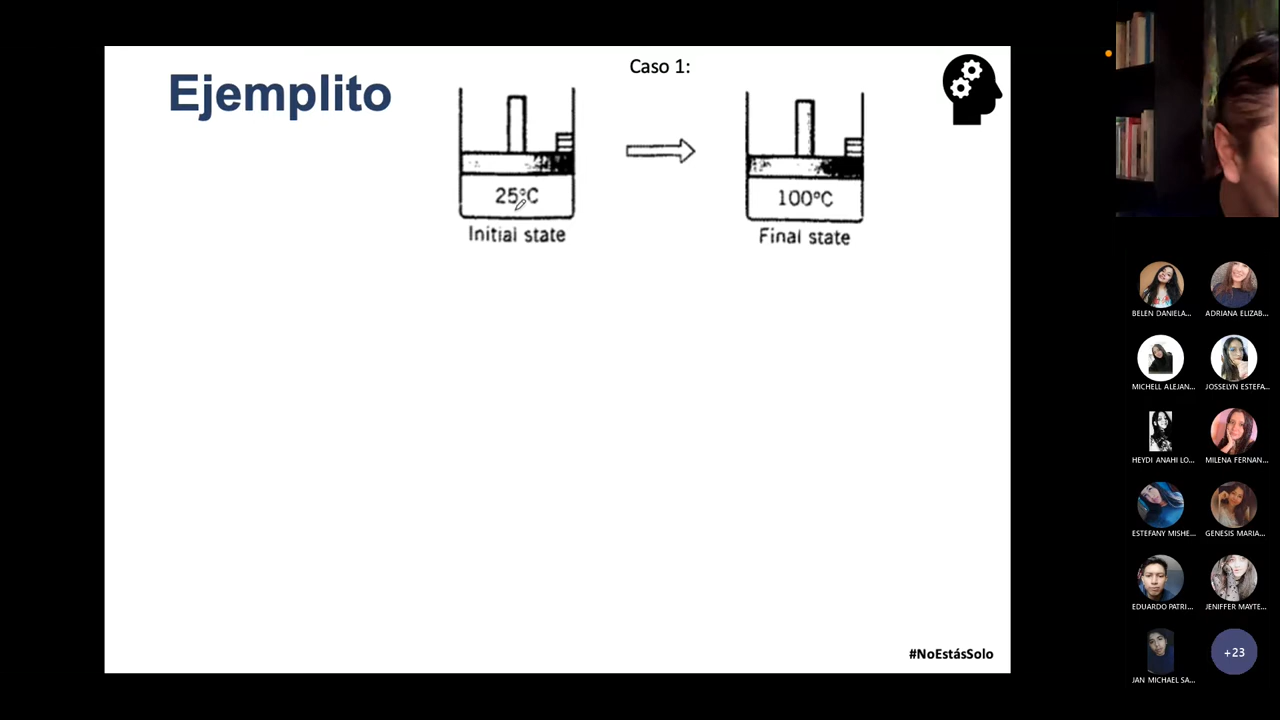 Ejemplito
Caso 1:
25°C
Initial state
100°C
Final state
#NoEstásSolo
BELEN DANIELA...
ADRIANA ELIZAB...
MICHELL ALEJAN...
JOSSELYN ESTEFA...
HEYDI ANAHI LO...
MILENA FERNAN...
ESTEFANY MISHE...
GENESIS MARIA...
EDUARDO PATRI...
JENIFFER MAYTE...
JAN MICHAEL SA...
+23